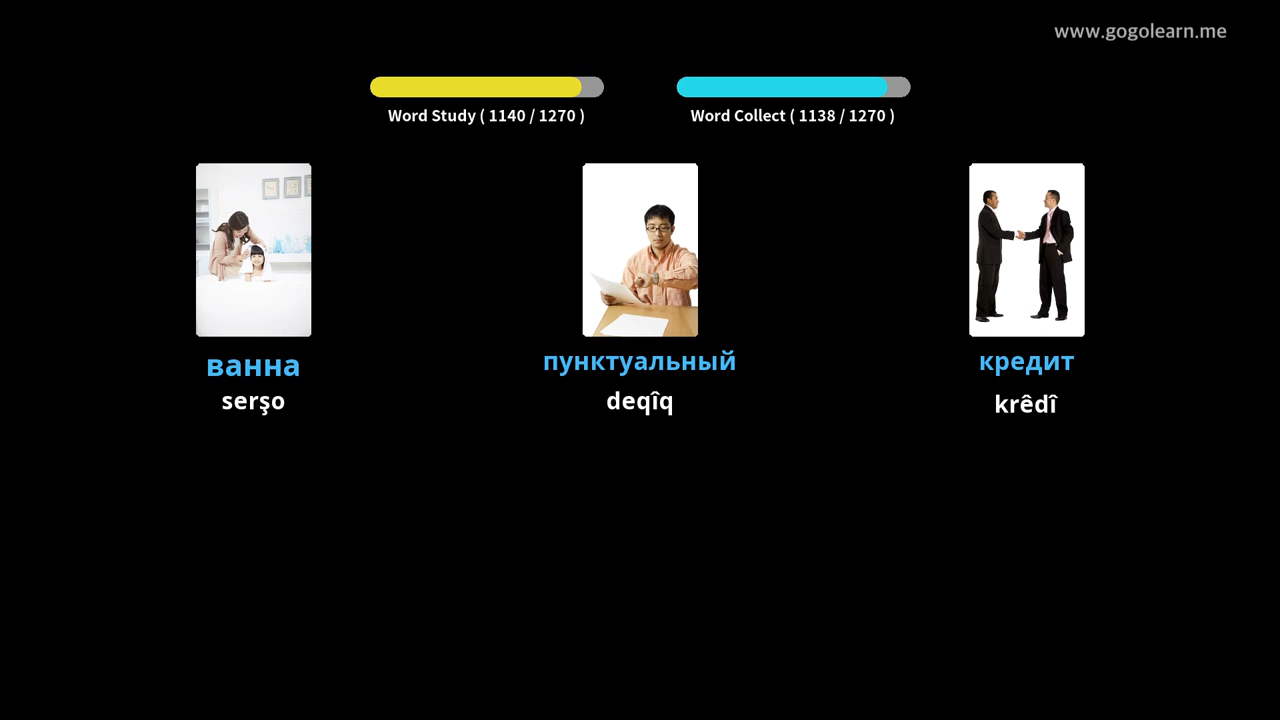 www.gogolearn.me
Word Study ( 1140 / 1270 )
Word Collect ( 1138 / 1270 )
ванна
serşo
пунктуальный
deqîq
кредит
krêdî